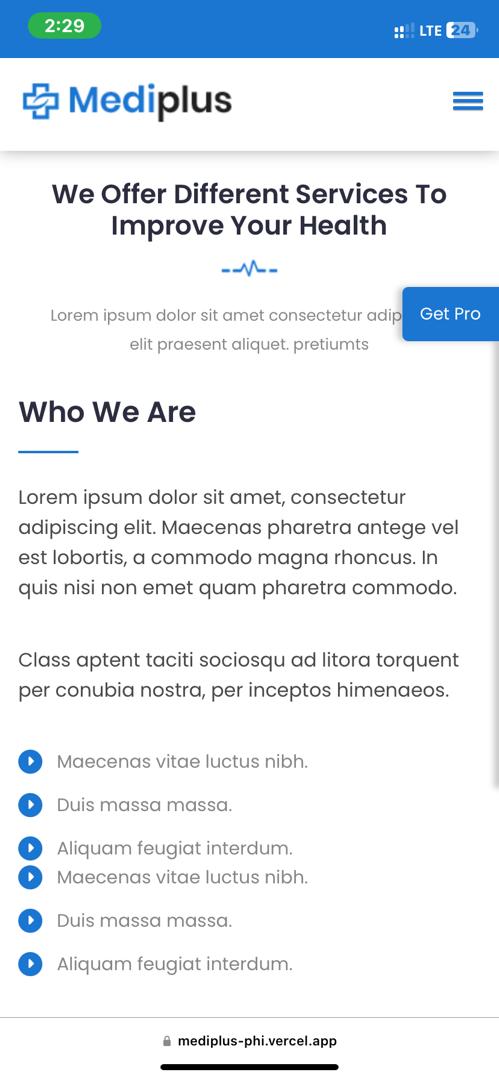 2:29
LTE 24
Mediplus
We Offer Different Services To
Improve Your Health
Lorem ipsum dolor sit amet consectetur adip
Get Pro
elit praesent aliquet. pretiumts
Who We Are
Lorem ipsum dolor sit amet, consectetur
adipiscing elit. Maecenas pharetra antege vel
est lobortis, a commodo magna rhoncus. In
quis nisi non emet quam pharetra commodo.
Class aptent taciti sociosqu ad litora torquent
per conubia nostra, per inceptos himenaeos.
Maecenas vitae luctus nibh.
Duis massa massa.
Aliquam feugiat interdum.
Maecenas vitae luctus nibh.
Duis massa massa.
Aliquam feugiat interdum.
mediplus-phi.vercel.app